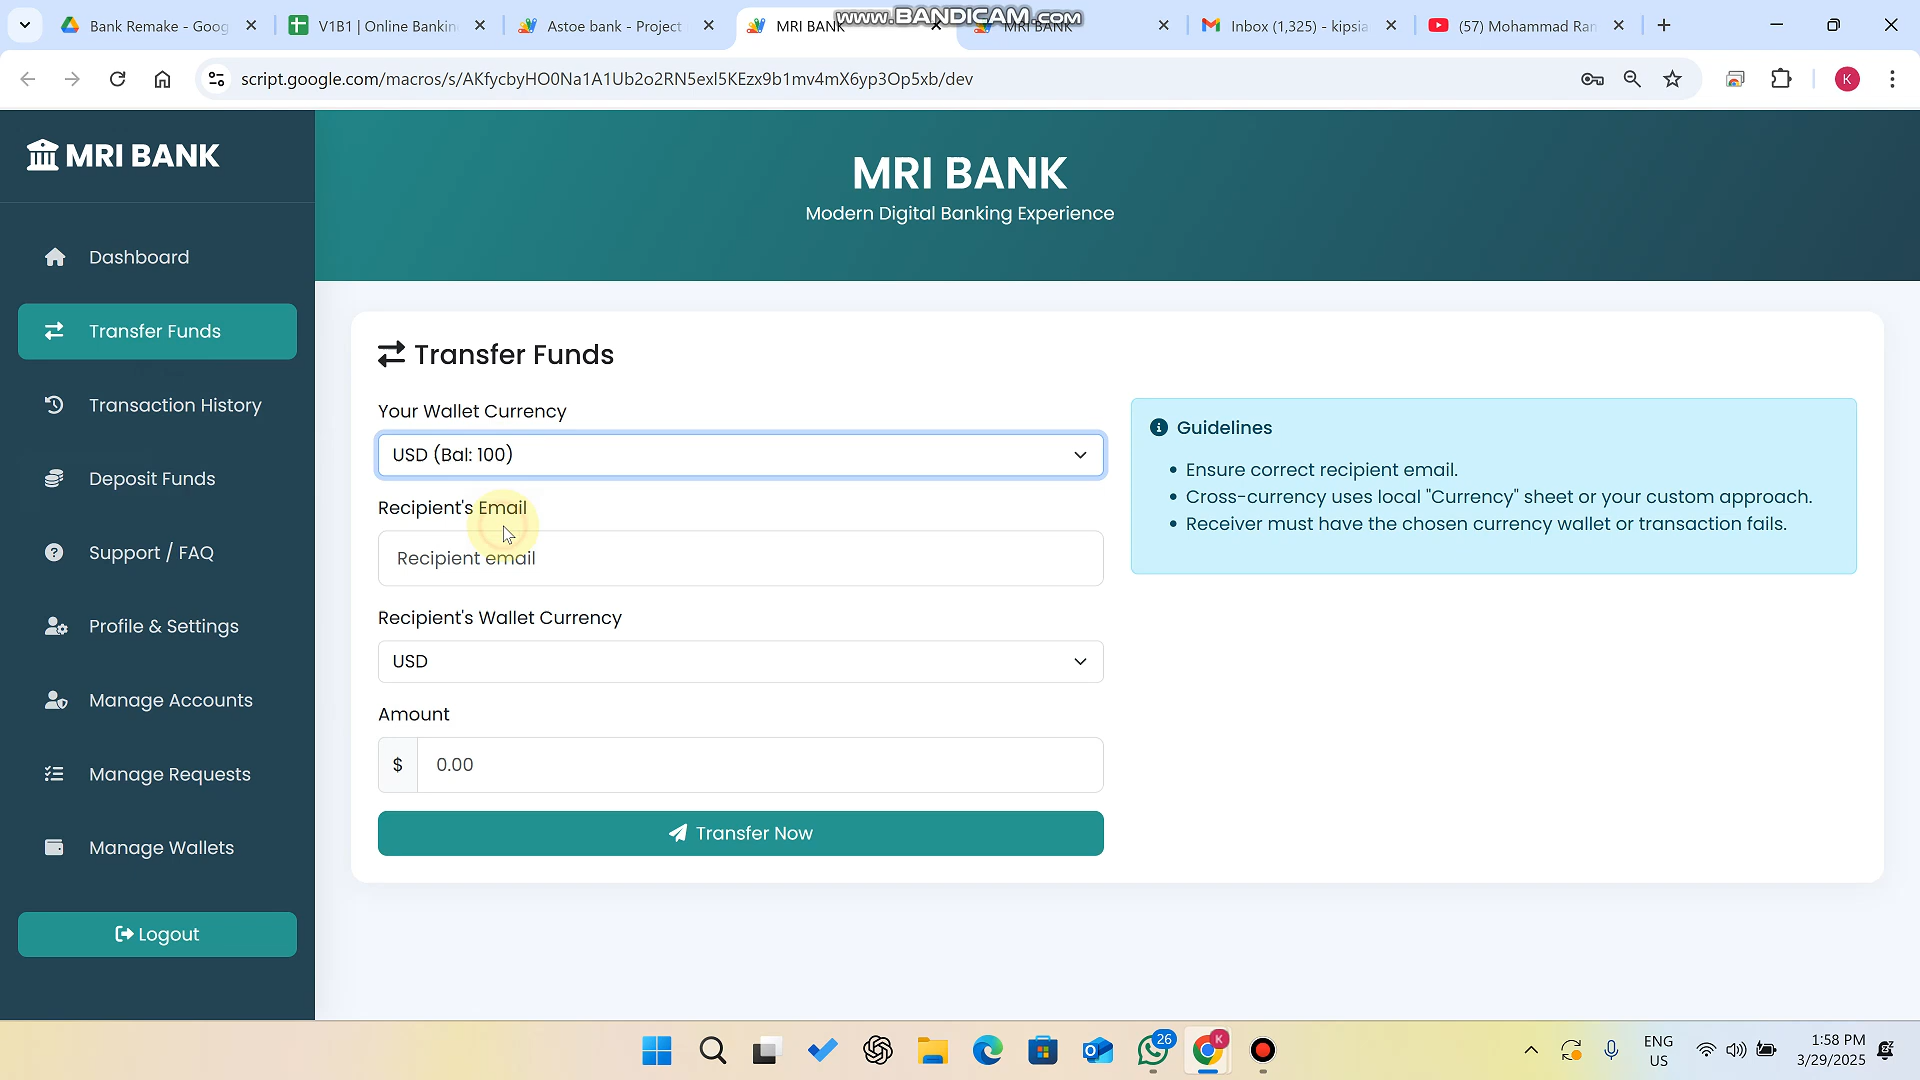 Bank Remake - Goog
V1B1 | Online Bankin
Astoe bank - Project
MRI BANK
www.BANDICAM.com
MRI BANK
Inbox (1,325) - kipsia
(57) Mohammad Ran
script.google.com/macros/s/AKfycbyHO0Na1A1Ub2o2RN5exI5KEzx9b1mv4mX6yp3Op5xb/dev
K
MRI BANK
Dashboard
Transfer Funds
Transaction History
Deposit Funds
Support / FAQ
Profile & Settings
Manage Accounts
Manage Requests
Manage Wallets
Logout
MRI BANK
Modern Digital Banking Experience
Transfer Funds
Your Wallet Currency
USD (Bal: 100)
Recipient's Email
Recipient email
Recipient's Wallet Currency
USD
Amount
$ 0.00
Transfer Now
Guidelines
• Ensure correct recipient email.
• Cross-currency uses local "Currency" sheet or your custom approach.
• Receiver must have the chosen currency wallet or transaction fails.
26
K
ENG
US
1:58 PM
3/29/2025